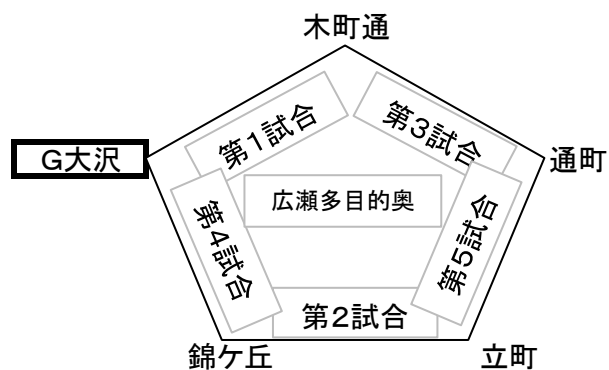 木町通
第1試合
第3試合
G大沢
通町
広瀬多目的奥
第4試合
第5試合
第2試合
錦ケ丘
立町